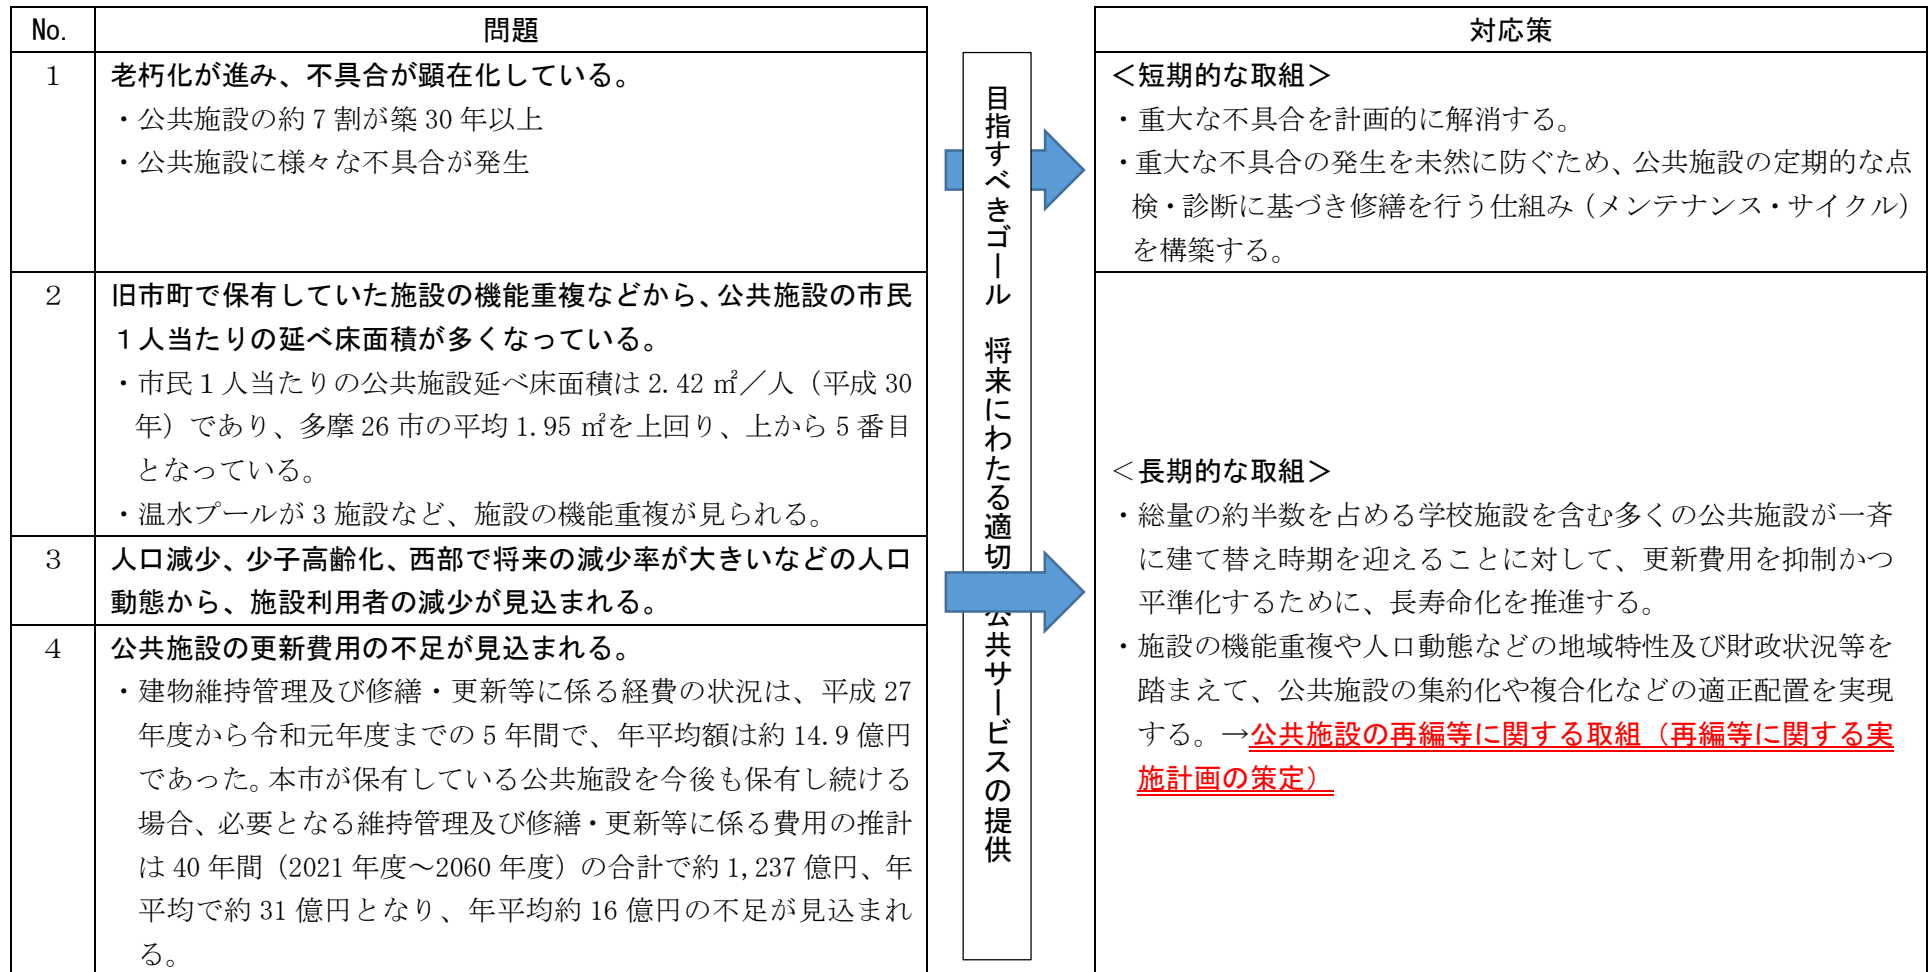 No.
問題
1
老朽化が進み、不具合が顕在化している。
・公共施設の約7割が築30年以上
・公共施設に様々な不具合が発生
2
旧市町で保有していた施設の機能重複などから、公共施設の市民
1人当たりの延べ床面積が多くなっている。
・市民1人当たりの公共施設延べ床面積は2.42㎡／人（平成30
年）であり、多摩26市の平均1.95㎡を上回り、上から5番目
となっている。
・温水プールが3施設など、施設の機能重複が見られる。
3
人口減少、少子高齢化、西部で将来の減少率が大きいなどの人口
動態から、施設利用者の減少が見込まれる。
4
公共施設の更新費用の不足が見込まれる。
・建物維持管理及び修繕・更新等に係る経費の状況は、平成27
年度から令和元年度までの5年間で、年平均額は約14.9億円
であった。本市が保有している公共施設を今後も保有し続ける
場合、必要となる維持管理及び修繕・更新等に係る費用の推計
は40年間（2021年度～2060年度）の合計で約1,237億円、年
平均で約31億円となり、年平均約16億円の不足が見込まれ
る。
目指すべきゴール　将来にわたる適切 公共サービスの提供
対応策
＜短期的な取組＞
・重大な不具合を計画的に解消する。
・重大な不具合の発生を未然に防ぐため、公共施設の定期的な点
検・診断に基づき修繕を行う仕組み（メンテナンス・サイクル）
を構築する。
＜長期的な取組＞
・総量の約半数を占める学校施設を含む多くの公共施設が一斉
に建て替え時期を迎えることに対して、更新費用を抑制かつ
平準化するために、長寿命化を推進する。
・施設の機能重複や人口動態などの地域特性及び財政状況等を
踏まえて、公共施設の集約化や複合化などの適正配置を実現
する。→公共施設の再編等に関する取組（再編等に関する実
施計画の策定）